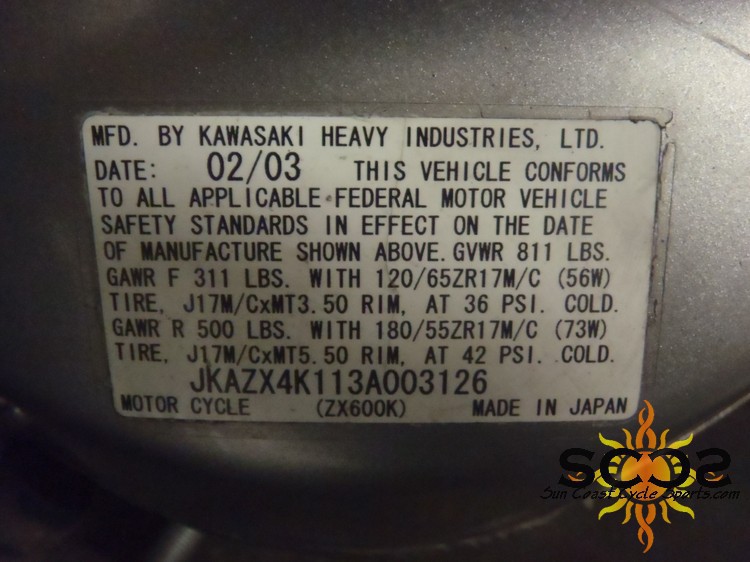 MFD. BY KAWASAKI HEAVY INDUSTRIES, LTD.
DATE: 02/03 THIS VEHICLE CONFORMS
TO ALL APPLICABLE FEDERAL MOTOR VEHICLE
SAFETY STANDARDS IN EFFECT ON THE DATE
OF MANUFACTURE SHOWN ABOVE. GVWR 811 LBS.
GAWR F 311 LBS. WITH 120/65ZR17M/C (56W)
TIRE, J17M/CxMT3.50 RIM, AT 36 PSI. COLD.
GAWR R 500 LBS. WITH 180/55ZR17M/C (73W)
TIRE, J17M/CxMT5.50 RIM, AT 42 PSI. COLD.
JKAZX4K113A003126
MOTOR CYCLE (ZX600K) MADE IN JAPAN
SCCS
Sun Coast Cycle Sports.com